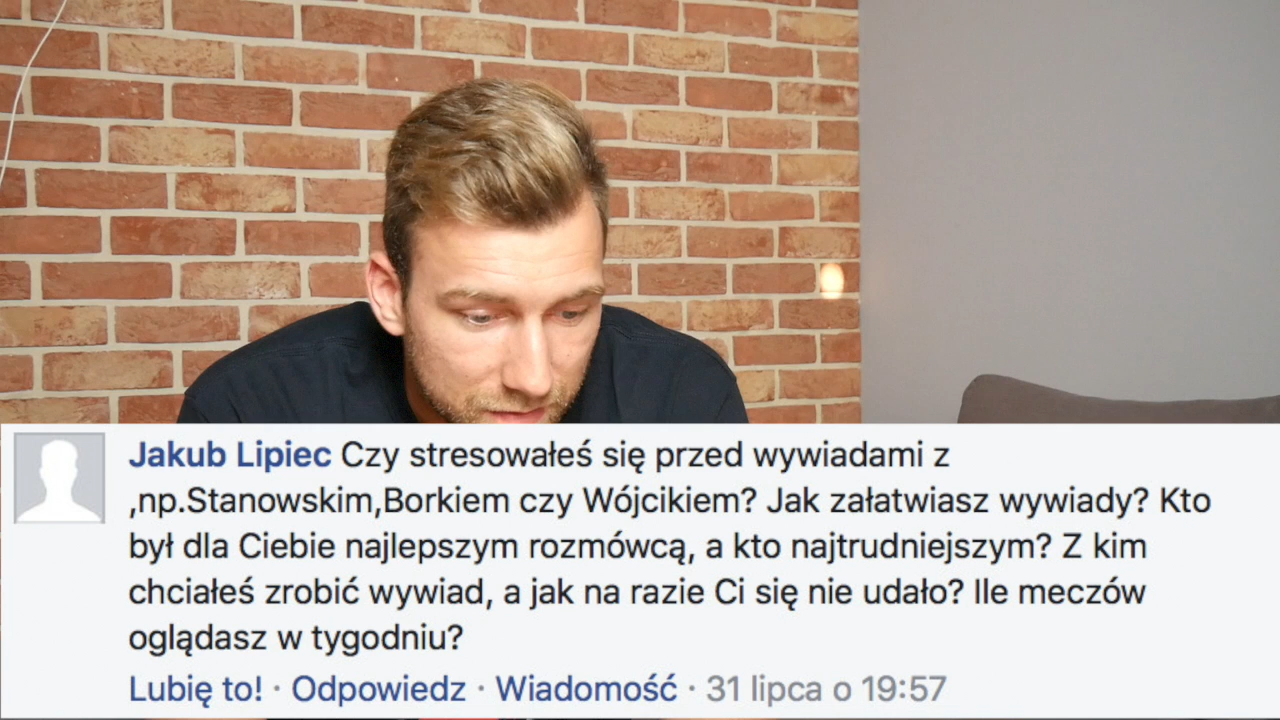 Jakub Lipiec Czy stresowałeś się przed wywiadami z
,np.Stanowskim,Borkiem czy Wójcikiem? Jak załatwiasz wywiady? Kto
był dla Ciebie najlepszym rozmówcą, a kto najtrudniejszym? Z kim
chciałeś zrobić wywiad, a jak na razie Ci się nie udało? Ile meczów
oglądasz w tygodniu?
Lubię to! · Odpowiedz · Wiadomość · 31 lipca o 19:57